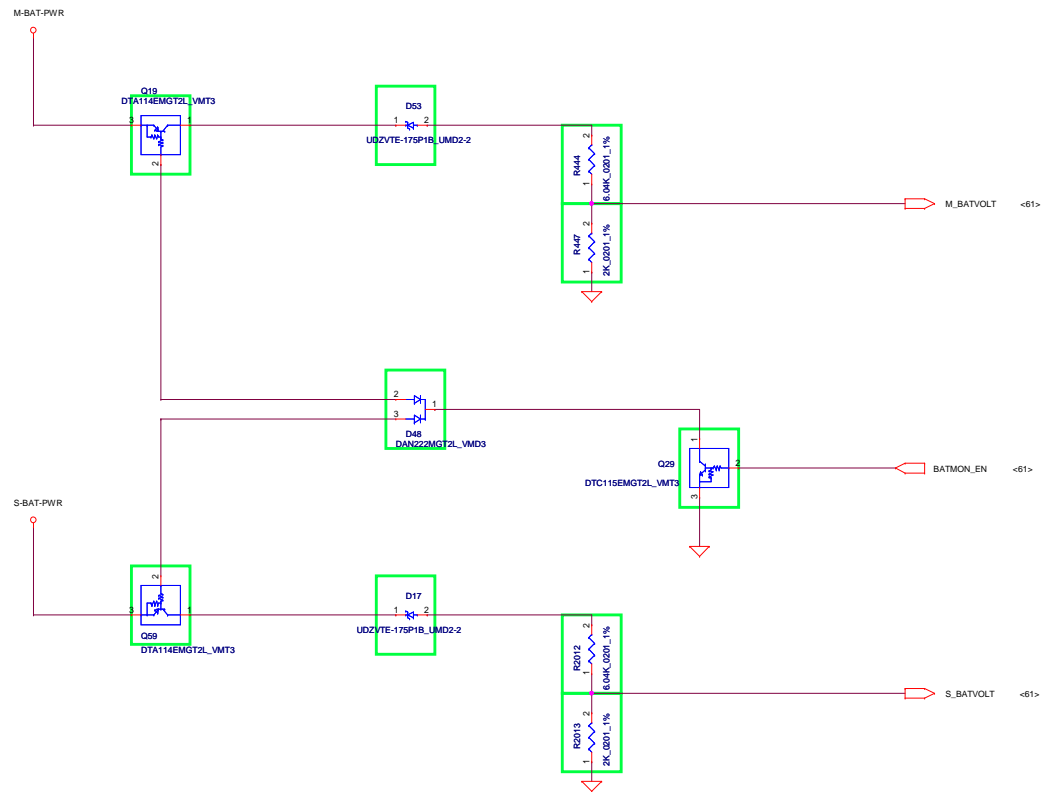 M-BAT-PWR
Q19
DTA114EMGT2L_VMT3
3
1
2
D53
1
2
UDZVTE-175P1B_UMD2-2
2
R444
6.04K_0201_1%
1
M_BATVOLT <61>
2
R447
2K_0201_1%
1
2
3
1
D48
DAN222MGT2L_VMD3
1
Q29
2
DTC115EMGT2L_VMT3
3
BATMON_EN <61>
S-BAT-PWR
2
3
1
Q59
DTA114EMGT2L_VMT3
D17
1
2
UDZVTE-175P1B_UMD2-2
2
R2012
6.04K_0201_1%
1
S_BATVOLT <61>
2
R2013
2K_0201_1%
1